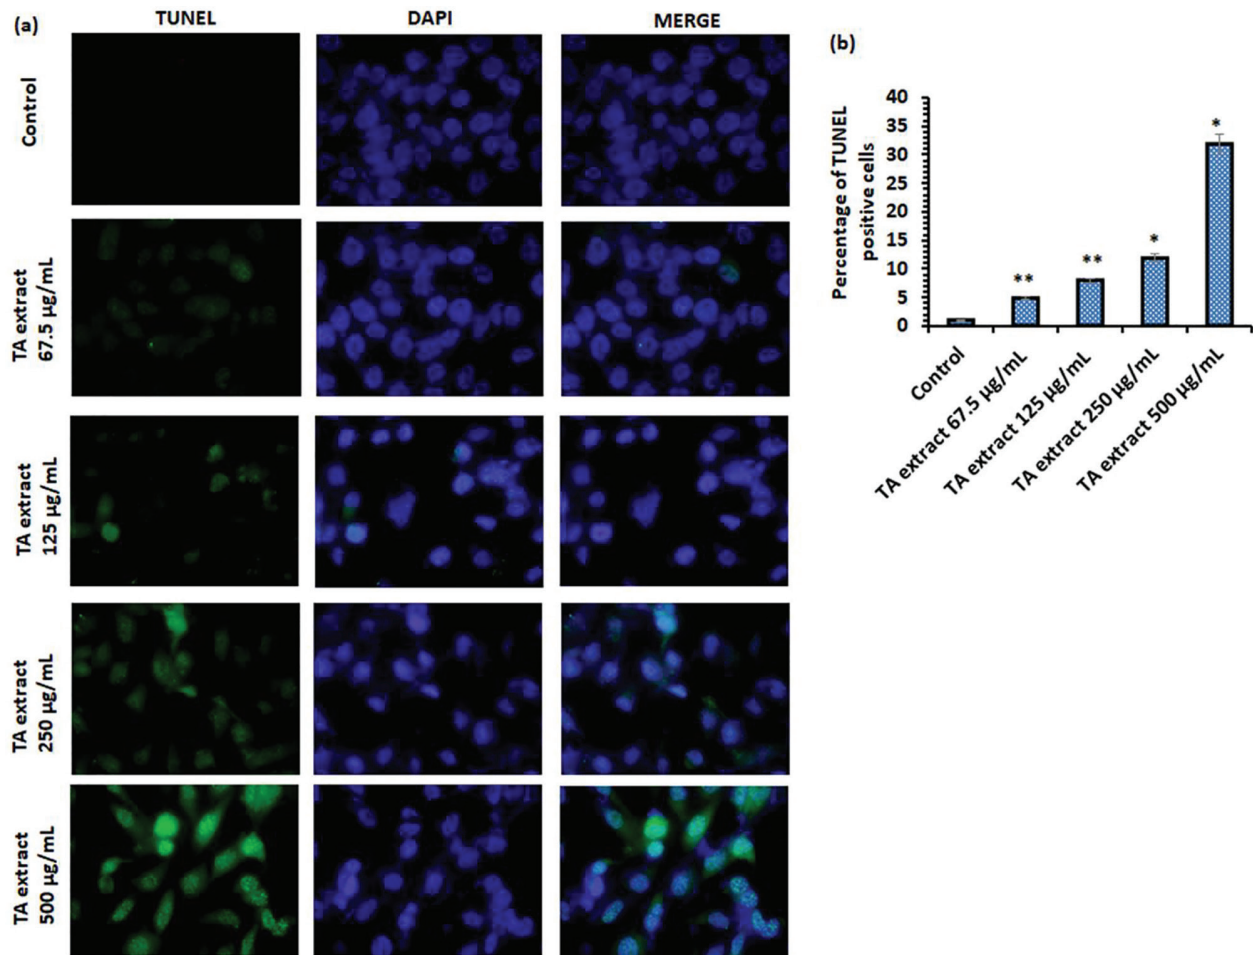 (a)
TUNEL
DAPI
MERGE
Control
TA extract
67.5 µg/mL
TA extract
125 µg/mL
TA extract
250 µg/mL
TA extract
500 µg/mL
(b)
Percentage of TUNEL
positive cells
40
35
30
25
20
15
10
5
0
**
**
*
*
Control
TA extract 67.5 µg/mL
TA extract 125 µg/mL
TA extract 250 µg/mL
TA extract 500 µg/mL